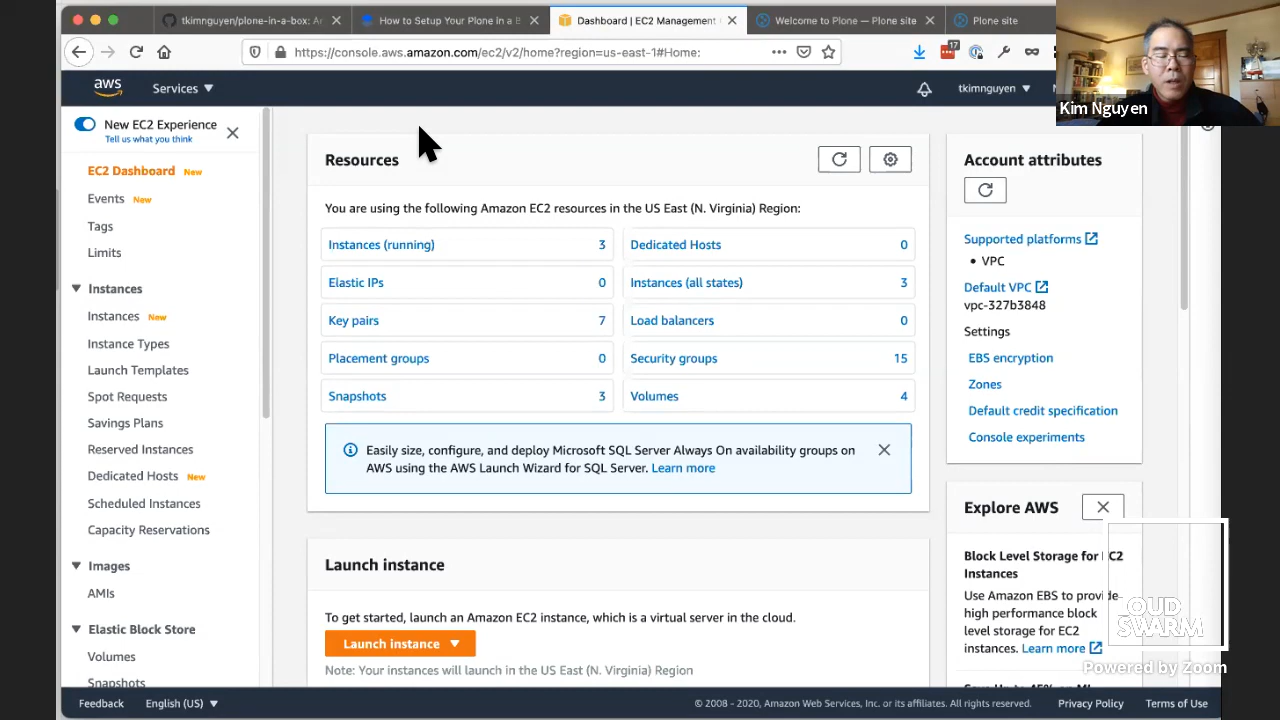 tkimnguyen/plone-in-a-box: Ar
How to Setup Your Plone in a B
Dashboard | EC2 Management
Welcome to Plone — Plone site
Plone site
https://console.aws.amazon.com/ec2/v2/home?region=us-east-1#Home:
17
Kim Nguyen
aws
Services
tkimnguyen
New EC2 Experience
Tell us what you think
EC2 Dashboard New
Events New
Tags
Limits
Instances
Instances New
Instance Types
Launch Templates
Spot Requests
Savings Plans
Reserved Instances
Dedicated Hosts New
Scheduled Instances
Capacity Reservations
Images
AMIs
Elastic Block Store
Volumes
Snapshots
Resources
You are using the following Amazon EC2 resources in the US East (N. Virginia) Region:
Instances (running) 3
Dedicated Hosts 0
Elastic IPs 0
Instances (all states) 3
Key pairs 7
Load balancers 0
Placement groups 0
Security groups 15
Snapshots 3
Volumes 4
Easily size, configure, and deploy Microsoft SQL Server Always On availability groups on
AWS using the AWS Launch Wizard for SQL Server. Learn more
Launch instance
To get started, launch an Amazon EC2 instance, which is a virtual server in the cloud.
Launch instance
Note: Your instances will launch in the US East (N. Virginia) Region
Account attributes
Supported platforms
• VPC
Default VPC
vpc-327b3848
Settings
EBS encryption
Zones
Default credit specification
Console experiments
Explore AWS
Block Level Storage for EC2
Instances
Use Amazon EBS to provide
high performance block
level storage for EC2
instances. Learn more
LOUD
SWARM
Powered by Zoom
Feedback
English (US)
© 2008 - 2020, Amazon Web Services, Inc. or its affiliates. All rights reserved.
Privacy Policy
Terms of Use